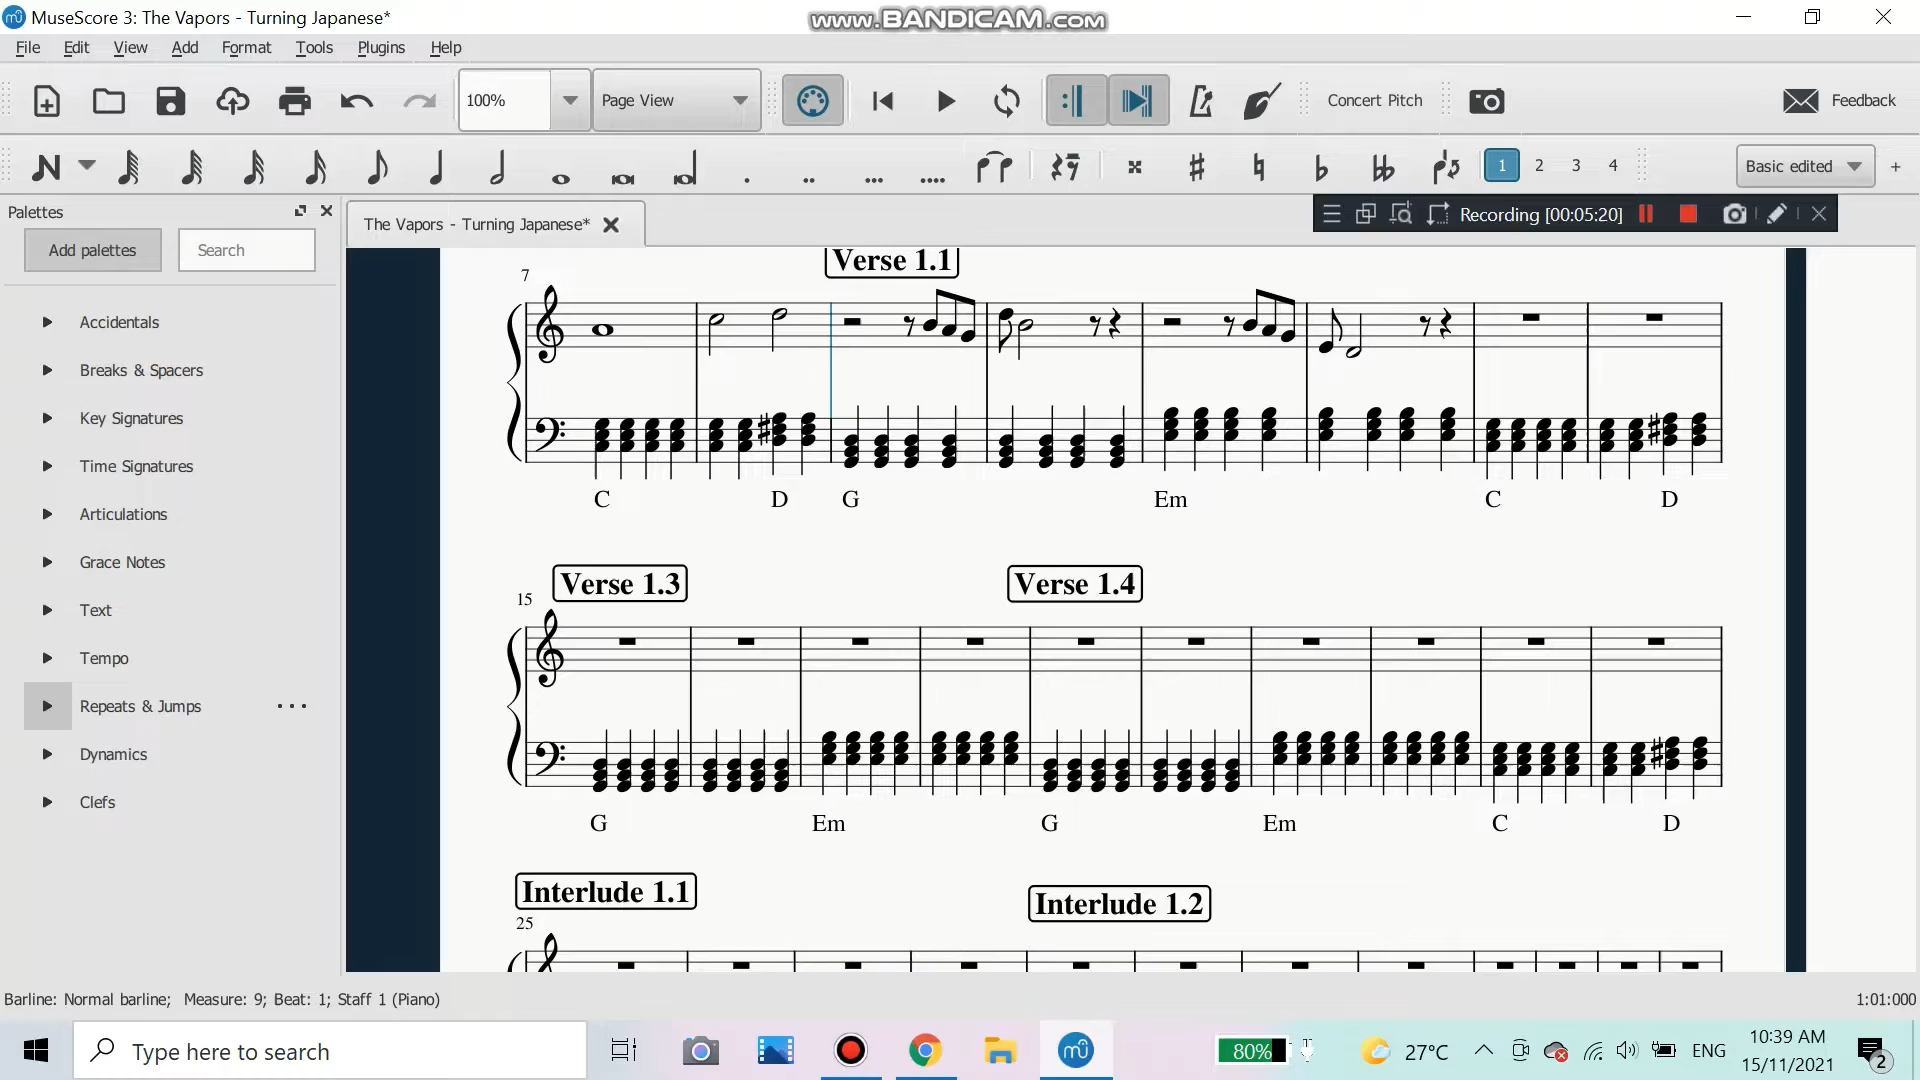 MuseScore 3: The Vapors - Turning Japanese*
www.BANDICAM.com
File Edit View Add Format Tools Plugins Help
100% Page View Concert Pitch Feedback
1 2 3 4 Basic edited +
Palettes
The Vapors - Turning Japanese*
Recording [00:05:20]
Add palettes Search
Accidentals
Breaks & Spacers
Key Signatures
Time Signatures
Articulations
Grace Notes
Text
Tempo
Repeats & Jumps
Dynamics
Clefs
Verse 1.1
7
C D G Em C D
Verse 1.3 Verse 1.4
15
G Em G Em C D
Interlude 1.1 Interlude 1.2
25
Barline: Normal barline; Measure: 9; Beat: 1; Staff 1 (Piano) 1:01:000
Type here to search
80%
27°C
ENG
10:39 AM
15/11/2021
2